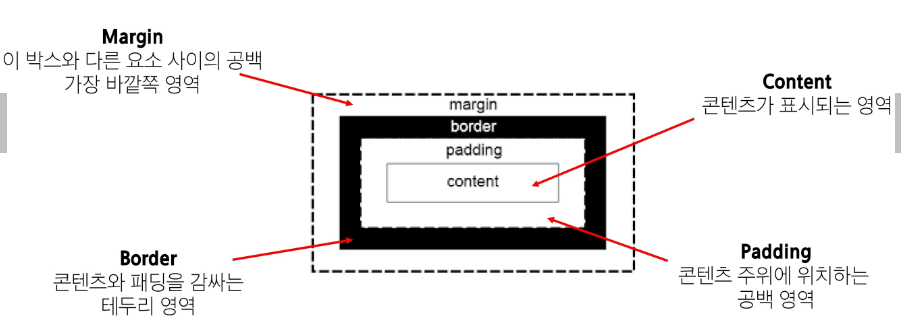 Margin
이 박스와 다른 요소 사이의 공백
가장 바깥쪽 영역
Content
콘텐츠가 표시되는 영역
margin
border
padding
content
Border
콘텐츠와 패딩을 감싸는
테두리 영역
Padding
콘텐츠 주위에 위치하는
공백 영역